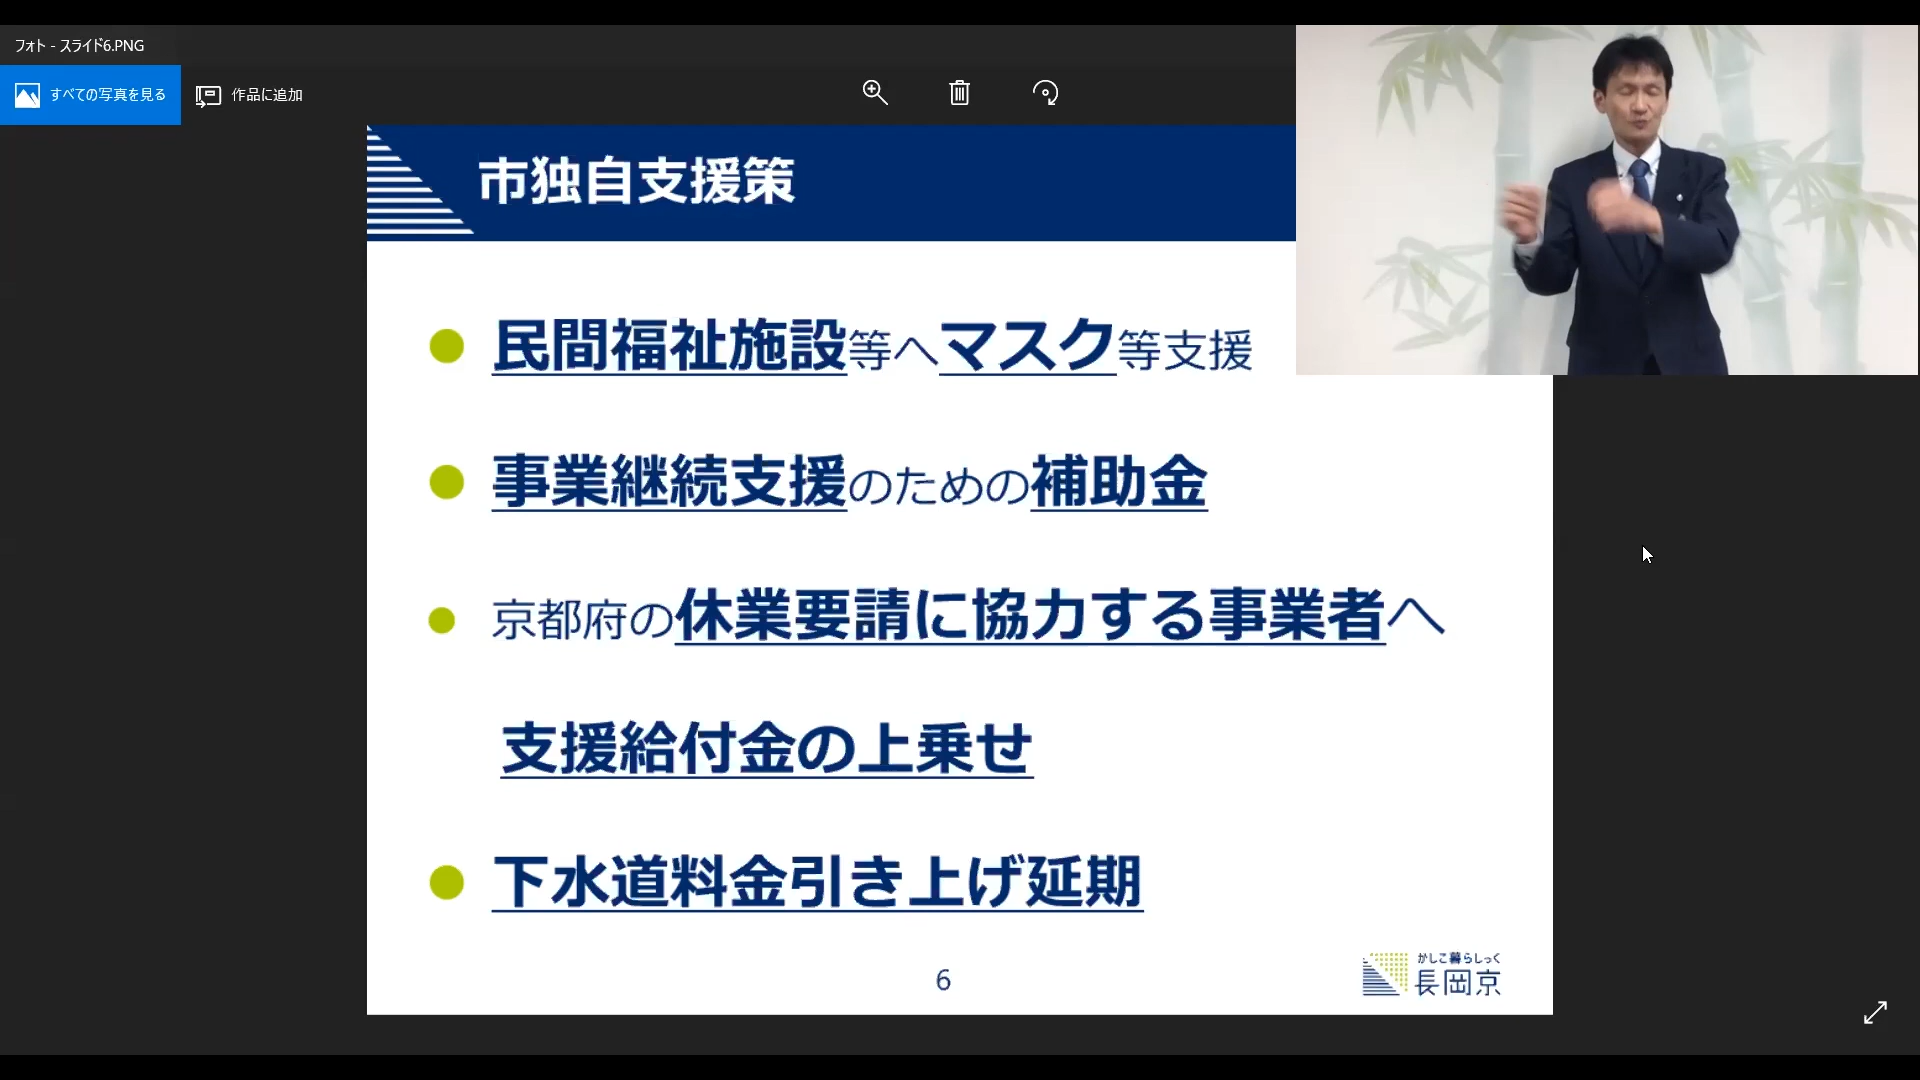 フォト - スライド6.PNG
すべての写真を見る
作品に追加
市独自支援策
民間福祉施設等へマスク等支援
事業継続支援のための補助金
京都府の休業要請に協力する事業者へ
支援給付金の上乗せ
下水道料金引き上げ延期
6
かしこ暮らしっく
長岡京